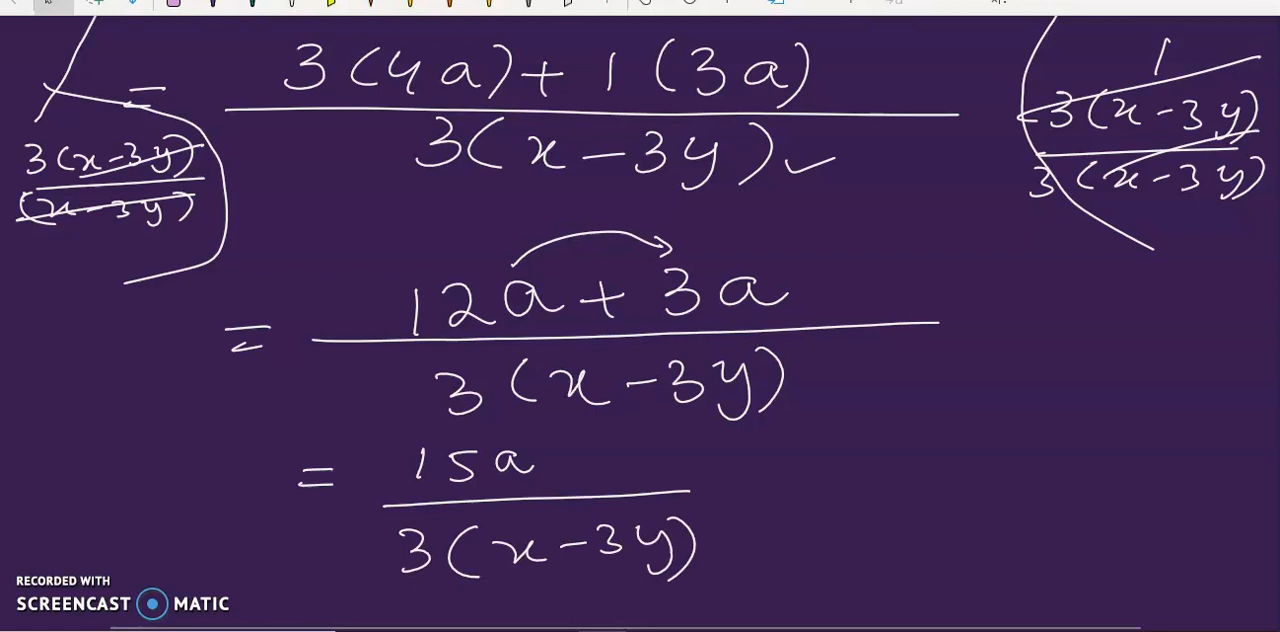 = 3(4a) + 1(3a)
3(x - 3y) ✓
3(x - 3y)
(x - 3y)
1
3(x - 3y)
3(x - 3y)
= 12a + 3a
3(x - 3y)
= 15a
3(x - 3y)
RECORDED WITH
SCREENCAST MATIC